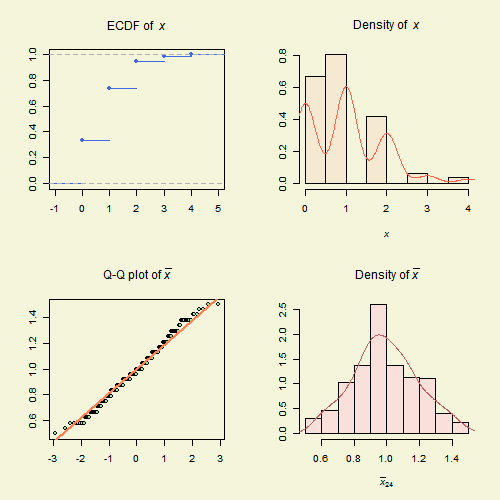 ECDF of x
1.0
0.8
0.6
0.4
0.2
0.0
-1 0 1 2 3 4 5
Density of x
0.8
0.6
0.4
0.2
0.0
0 1 2 3 4
x
Q-Q plot of x̅
1.4
1.2
1.0
0.8
0.6
-3 -2 -1 0 1 2 3
Density of x̅
2.5
2.0
1.5
1.0
0.5
0.0
0.6 0.8 1.0 1.2 1.4
x̅₂₄